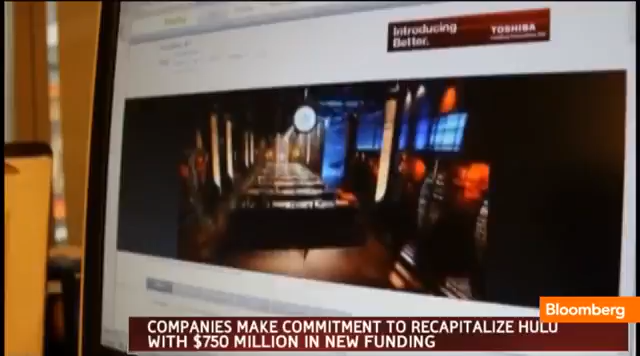 Introducing
Better.
TOSHIBA
Bloomberg
COMPANIES MAKE COMMITMENT TO RECAPITALIZE HULU
WITH $750 MILLION IN NEW FUNDING